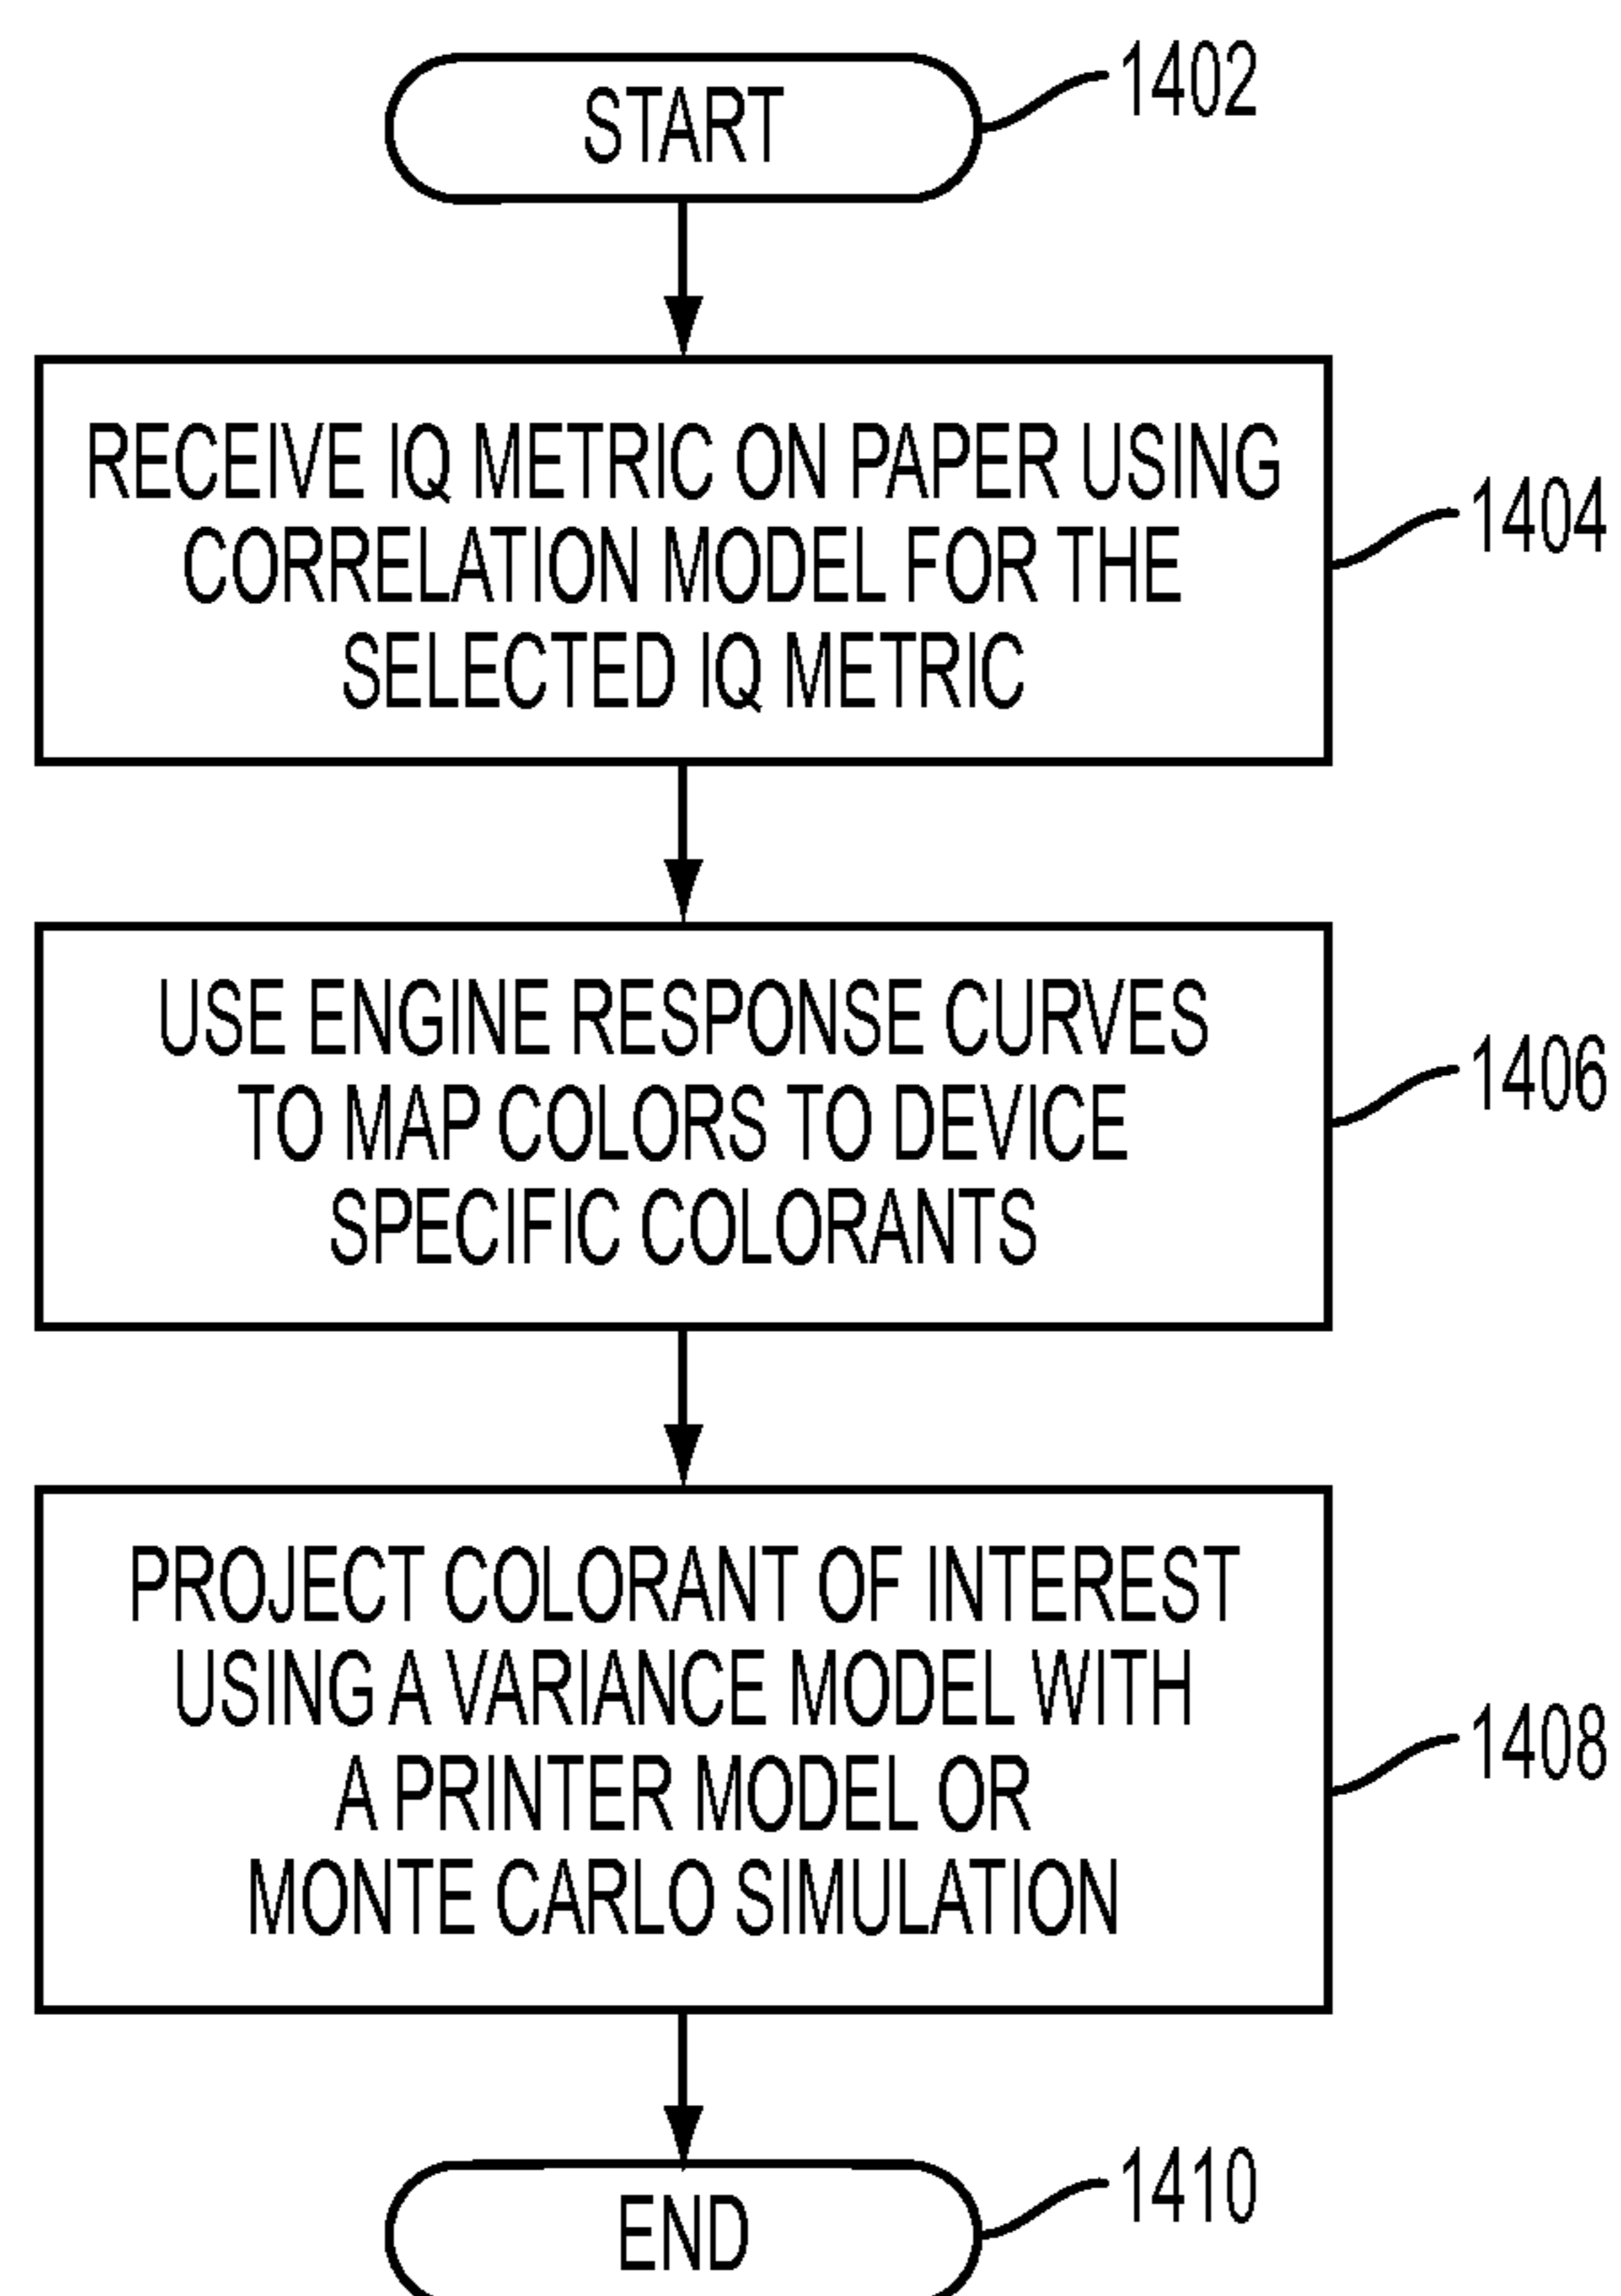 START
1402
RECEIVE IQ METRIC ON PAPER USING
CORRELATION MODEL FOR THE
SELECTED IQ METRIC
1404
USE ENGINE RESPONSE CURVES
TO MAP COLORS TO DEVICE
SPECIFIC COLORANTS
1406
PROJECT COLORANT OF INTEREST
USING A VARIANCE MODEL WITH
A PRINTER MODEL OR
MONTE CARLO SIMULATION
1408
END
1410